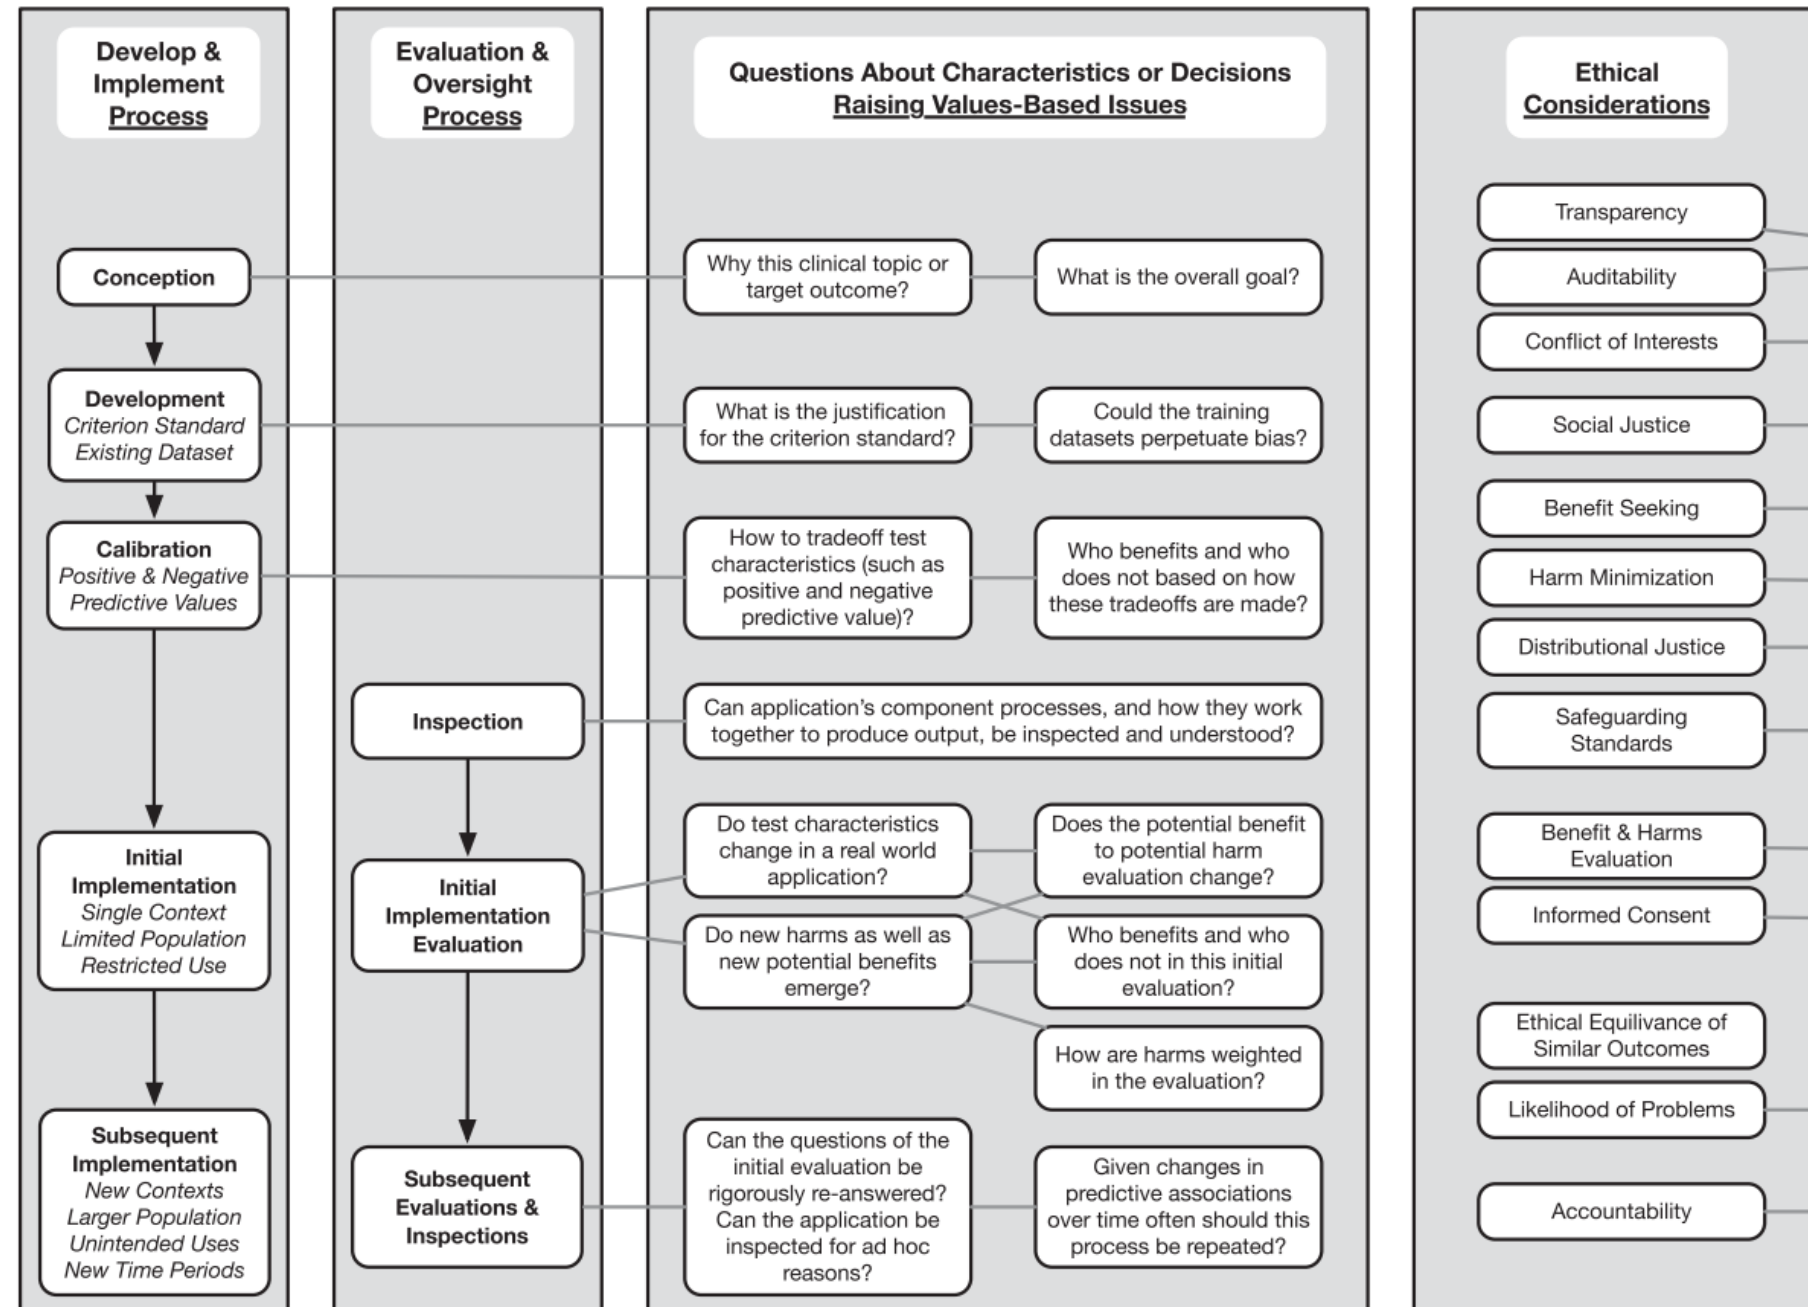 Develop &
Implement
Process
Evaluation &
Oversight
Process
Questions About Characteristics or Decisions
Raising Values-Based Issues
Ethical
Considerations
Conception
Development
Criterion Standard
Existing Dataset
Calibration
Positive & Negative
Predictive Values
Initial
Implementation
Single Context
Limited Population
Restricted Use
Subsequent
Implementation
New Contexts
Larger Population
Unintended Uses
New Time Periods
Inspection
Initial
Implementation
Evaluation
Subsequent
Evaluations &
Inspections
Why this clinical topic or
target outcome?
What is the overall goal?
What is the justification
for the criterion standard?
Could the training
datasets perpetuate bias?
How to tradeoff test
characteristics (such as
positive and negative
predictive value)?
Who benefits and who
does not based on how
these tradeoffs are made?
Can application's component processes, and how they work
together to produce output, be inspected and understood?
Do test characteristics
change in a real world
application?
Does the potential benefit
to potential harm
evaluation change?
Do new harms as well as
new potential benefits
emerge?
Who benefits and who
does not in this initial
evaluation?
How are harms weighted
in the evaluation?
Can the questions of the
initial evaluation be
rigorously re-answered?
Can the application be
inspected for ad hoc
reasons?
Given changes in
predictive associations
over time often should this
process be repeated?
Transparency
Auditability
Conflict of Interests
Social Justice
Benefit Seeking
Harm Minimization
Distributional Justice
Safeguarding
Standards
Benefit & Harms
Evaluation
Informed Consent
Ethical Equilivance of
Similar Outcomes
Likelihood of Problems
Accountability